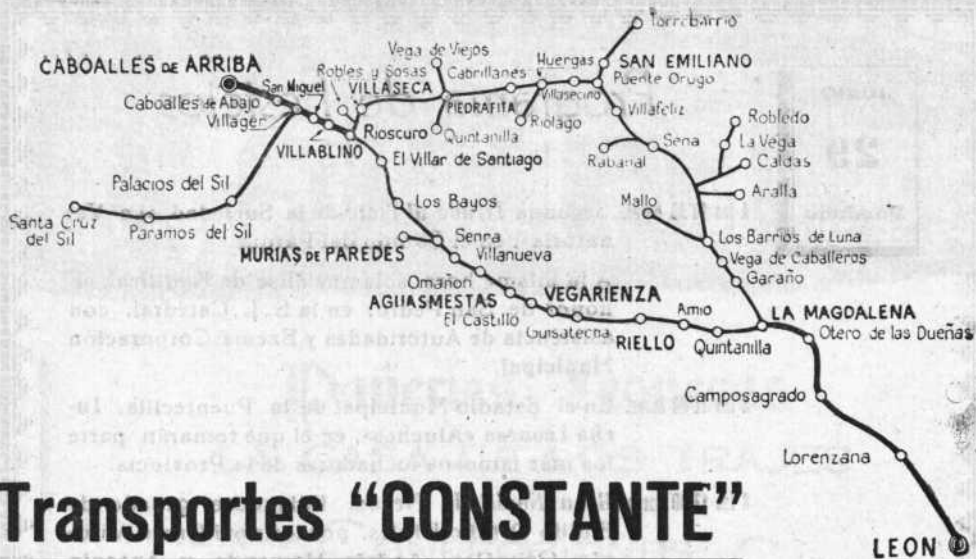 Torrebarrio
Vega de Viejos
Huergas
SAN EMILIANO
CABOALLES DE ARRIBA
Robles y Sosas
Cabrillanes
Puente Orugo
San Miguel
VILLASECA
Villasecino
Caboalles de Abajo
PIEDRAFITA
Villafeliz
Robledo
Villager
Riolago
La Vega
VILLABLINO
Rioscuro
Quintanilla
Sena
Rabanal
Caldas
El Villar de Santiago
Palacios del Sil
Aralla
Los Bayos
Mallo
Santa Cruz
del Sil
Paramos del Sil
Senra
Los Barrios de Luna
MURIAS DE PAREDES
Villanueva
Vega de Caballeros
Omañon
Garaño
AGUASMESTAS
VEGARIENZA
El Castillo
Amio
LA MAGDALENA
Guisatecha
RIELLO
Quintanilla
Otero de las Dueñas
Camposagrado
Lorenzana
Transportes "CONSTANTE"
LEON